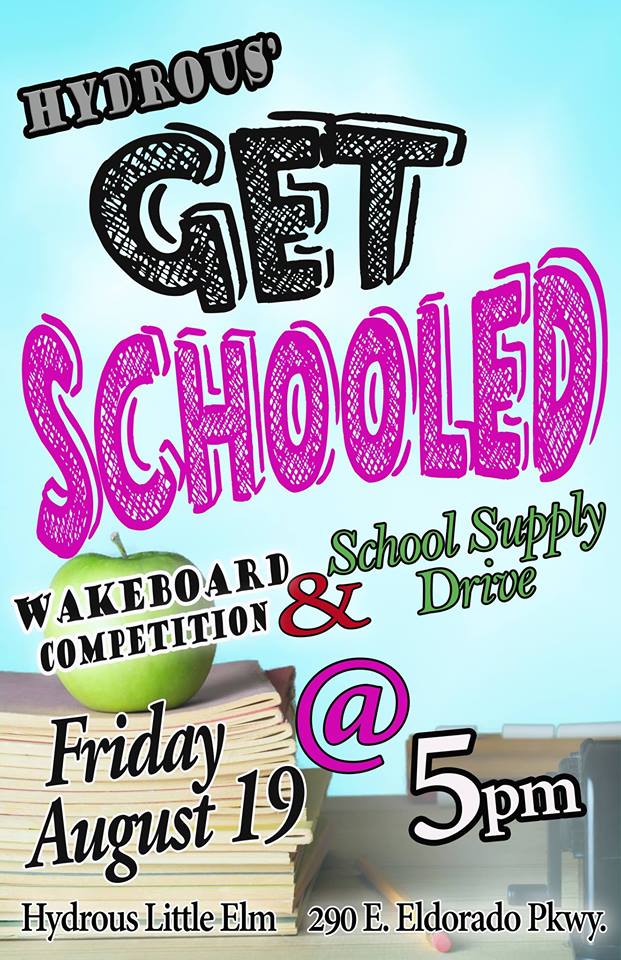 HYDROUS'
GET
SCHOOLED
WAKEBOARD
COMPETITION
&
School Supply
Drive
@
Friday
August 19
5pm
Hydrous Little Elm 290 E. Eldorado Pkwy.